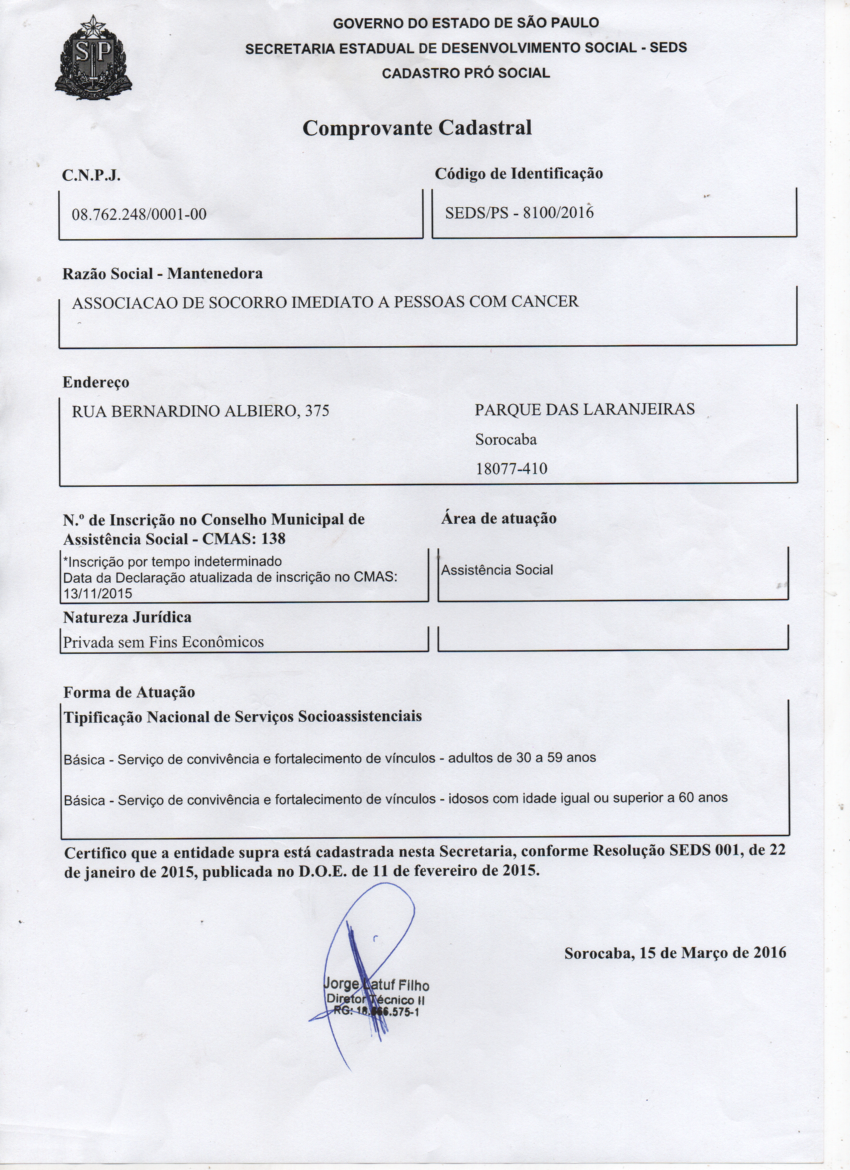 GOVERNO DO ESTADO DE SÃO PAULO
SECRETARIA ESTADUAL DE DESENVOLVIMENTO SOCIAL - SEDS
CADASTRO PRÓ SOCIAL
SP
Comprovante Cadastral
C.N.P.J.
08.762.248/0001-00
Código de Identificação
SEDS/PS - 8100/2016
Razão Social - Mantenedora
ASSOCIACAO DE SOCORRO IMEDIATO A PESSOAS COM CANCER
Endereço
RUA BERNARDINO ALBIERO, 375
PARQUE DAS LARANJEIRAS
Sorocaba
18077-410
N.º de Inscrição no Conselho Municipal de
Assistência Social - CMAS: 138
*Inscrição por tempo indeterminado
Data da Declaração atualizada de inscrição no CMAS:
13/11/2015
Área de atuação
Assistência Social
Natureza Jurídica
Privada sem Fins Econômicos
Forma de Atuação
Tipificação Nacional de Serviços Socioassistenciais
Básica - Serviço de convivência e fortalecimento de vínculos - adultos de 30 a 59 anos
Básica - Serviço de convivência e fortalecimento de vínculos - idosos com idade igual ou superior a 60 anos
Certifico que a entidade supra está cadastrada nesta Secretaria, conforme Resolução SEDS 001, de 22
de janeiro de 2015, publicada no D.O.E. de 11 de fevereiro de 2015.
Sorocaba, 15 de Março de 2016
Jorge Latuf Filho
Diretor Técnico II
RG: